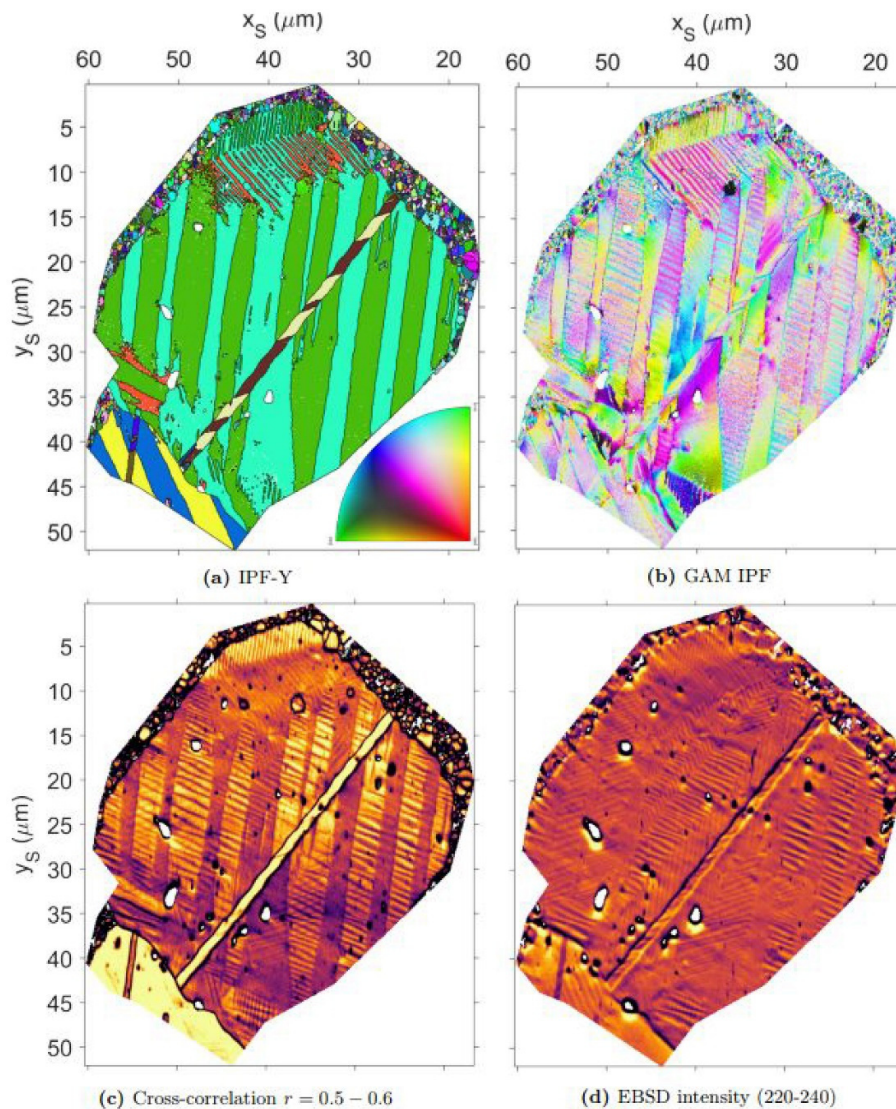 x_S (μm)
x_S (μm)
60 50 40 30 20
60 50 40 30 20
y_S (μm)
5
10
15
20
25
30
35
40
45
50
(a) IPF-Y
(b) GAM IPF
y_S (μm)
5
10
15
20
25
30
35
40
45
50
(c) Cross-correlation r = 0.5 − 0.6
(d) EBSD intensity (220-240)